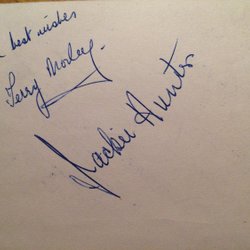 best wishes
Terry Morley.
Jackie Hunter